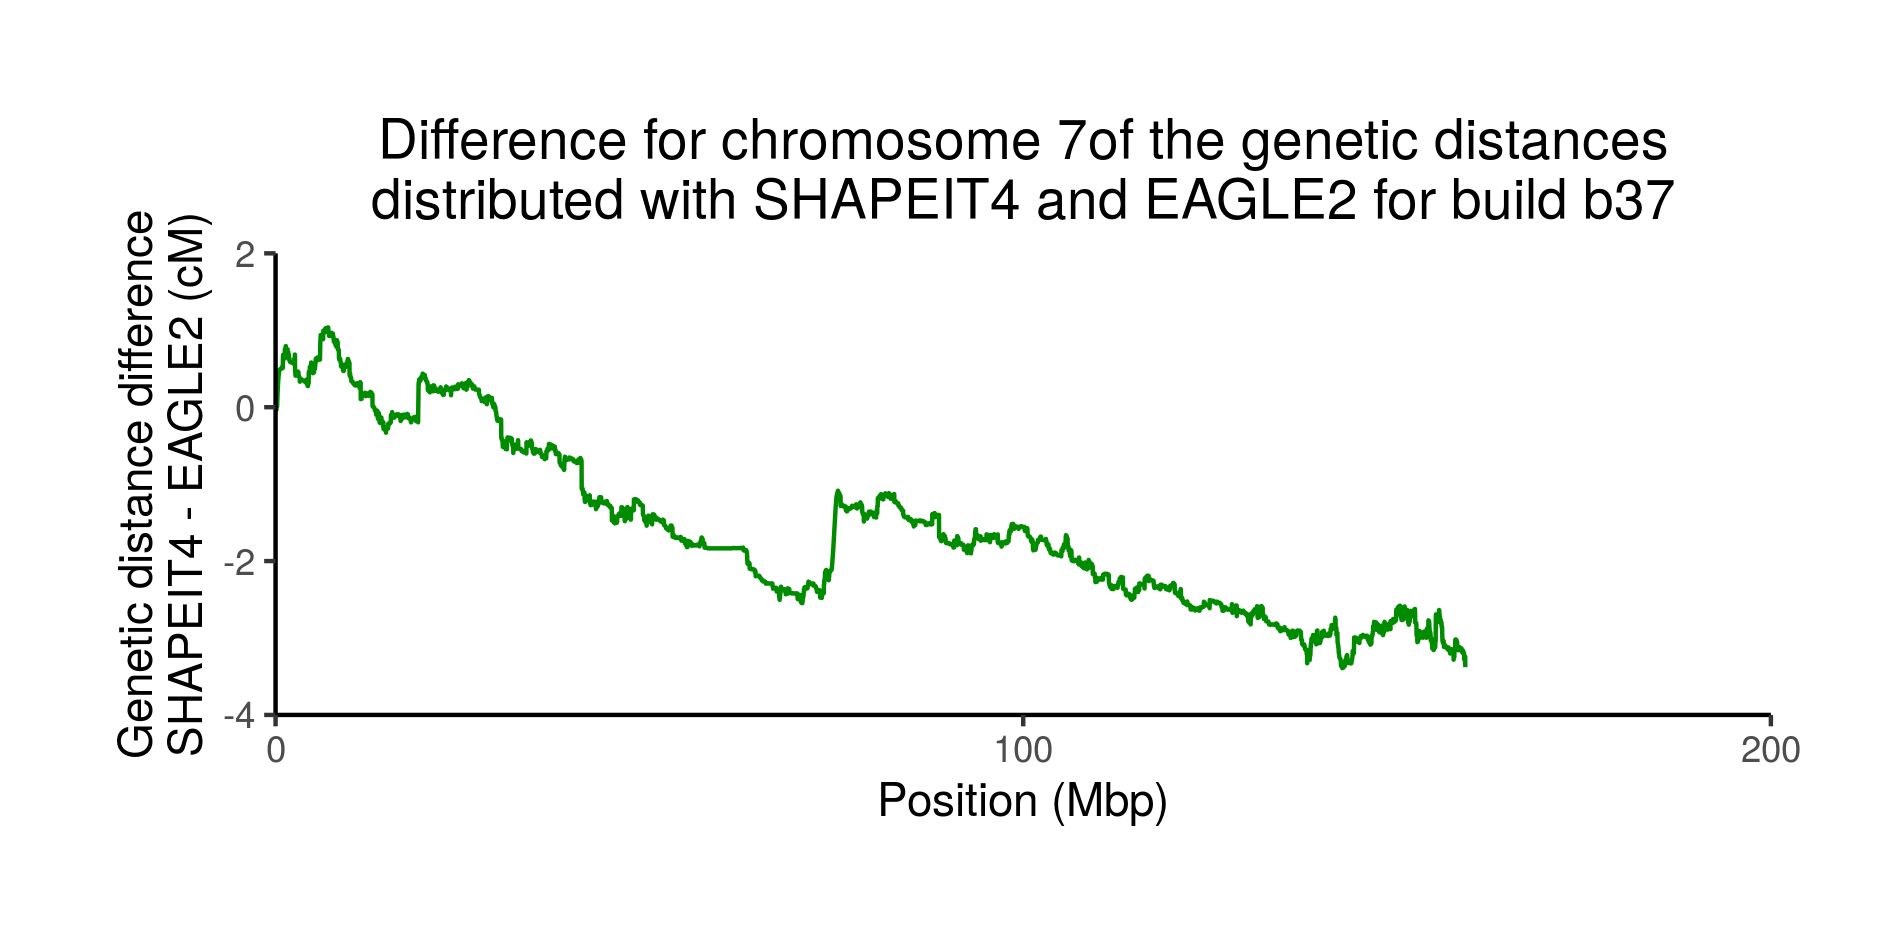 Difference for chromosome 7of the genetic distances
distributed with SHAPEIT4 and EAGLE2 for build b37
Genetic distance difference
SHAPEIT4 - EAGLE2 (cM)
2
0
-2
-4
0
100
200
Position (Mbp)